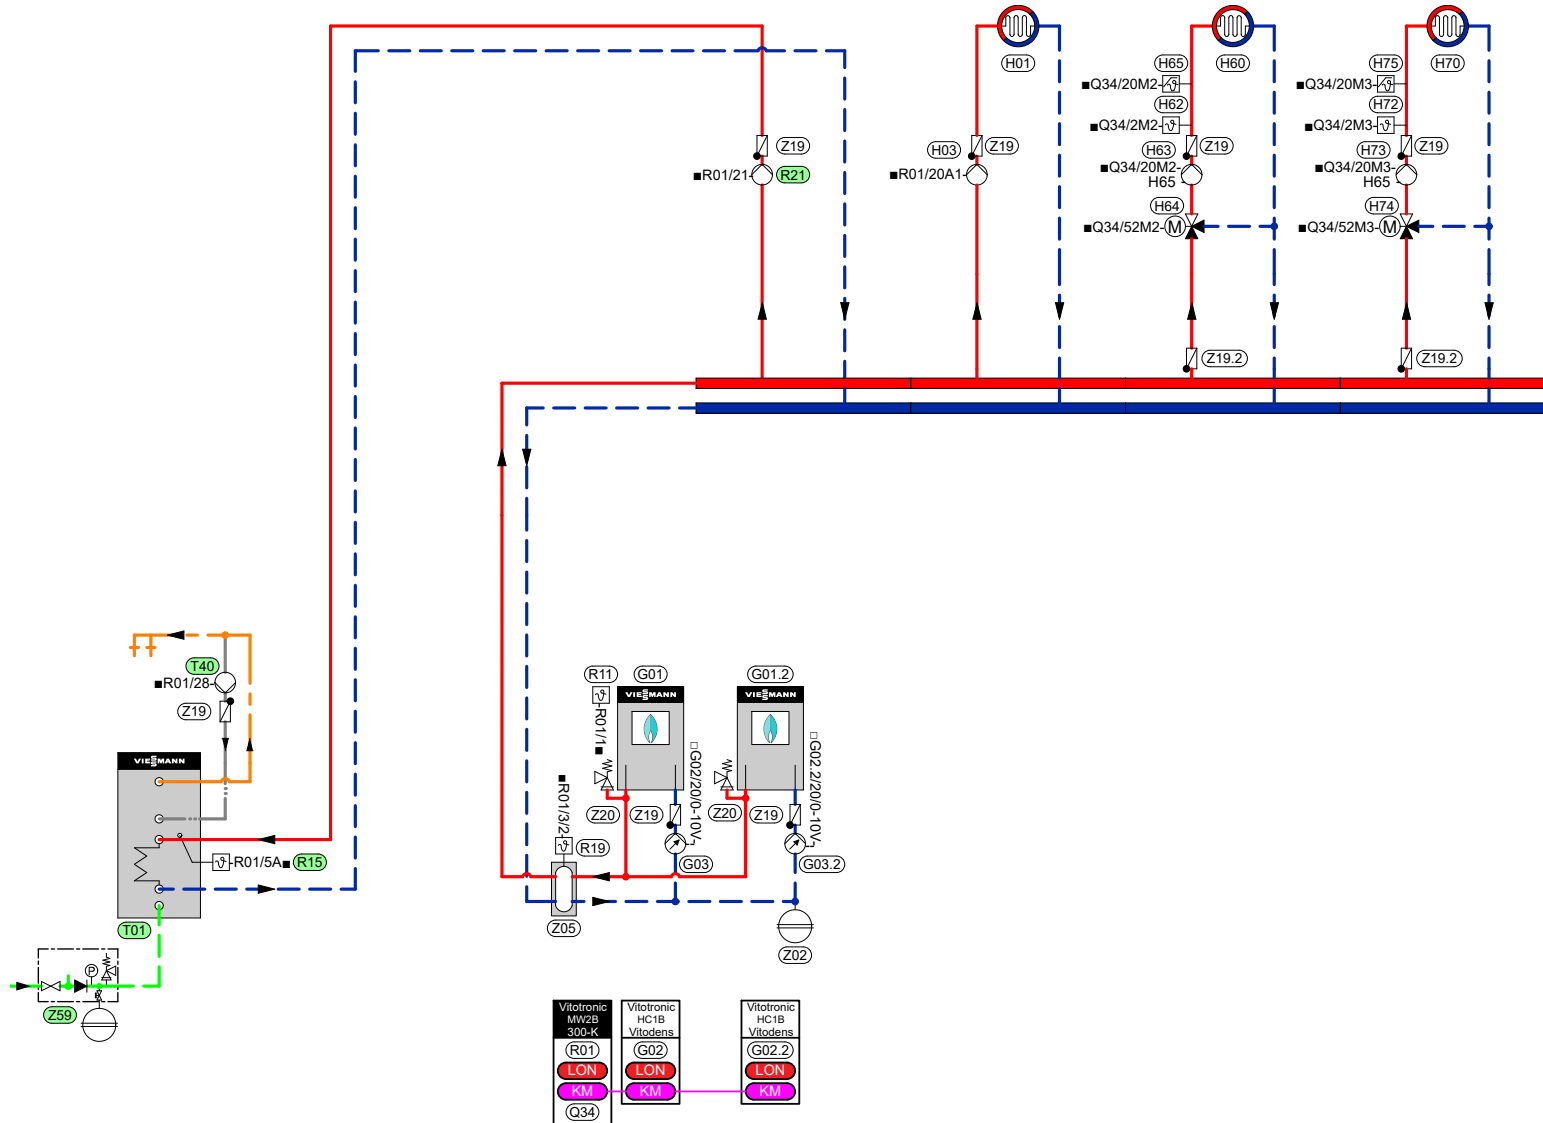 H01
H65
H60
H75
H70
■Q34/20M2-
■Q34/20M3-
H62
H72
■Q34/2M2-
■Q34/2M3-
Z19
H03
Z19
H63
Z19
H73
Z19
■R01/21-
R21
■R01/20A1-
■Q34/20M2-
H65
■Q34/20M3-
H65
H64
H74
■Q34/52M2-
M
■Q34/52M3-
M
Z19.2
Z19.2
T40
■R01/28-
Z19
VIESMANN
R01/5A■
R15
T01
P
Z59
R11
G01
G01.2
VIESMANN
VIESMANN
R01/1■
□G02/20/0-10V-
□G02.2/20/0-10V-
Z20
Z19
Z20
Z19
■R01/3/2-
R19
G03
G03.2
Z05
Z02
Vitotronic
MW2B
300-K
R01
LON
KM
Q34
Vitotronic
HC1B
Vitodens
G02
LON
KM
Vitotronic
HC1B
Vitodens
G02.2
LON
KM